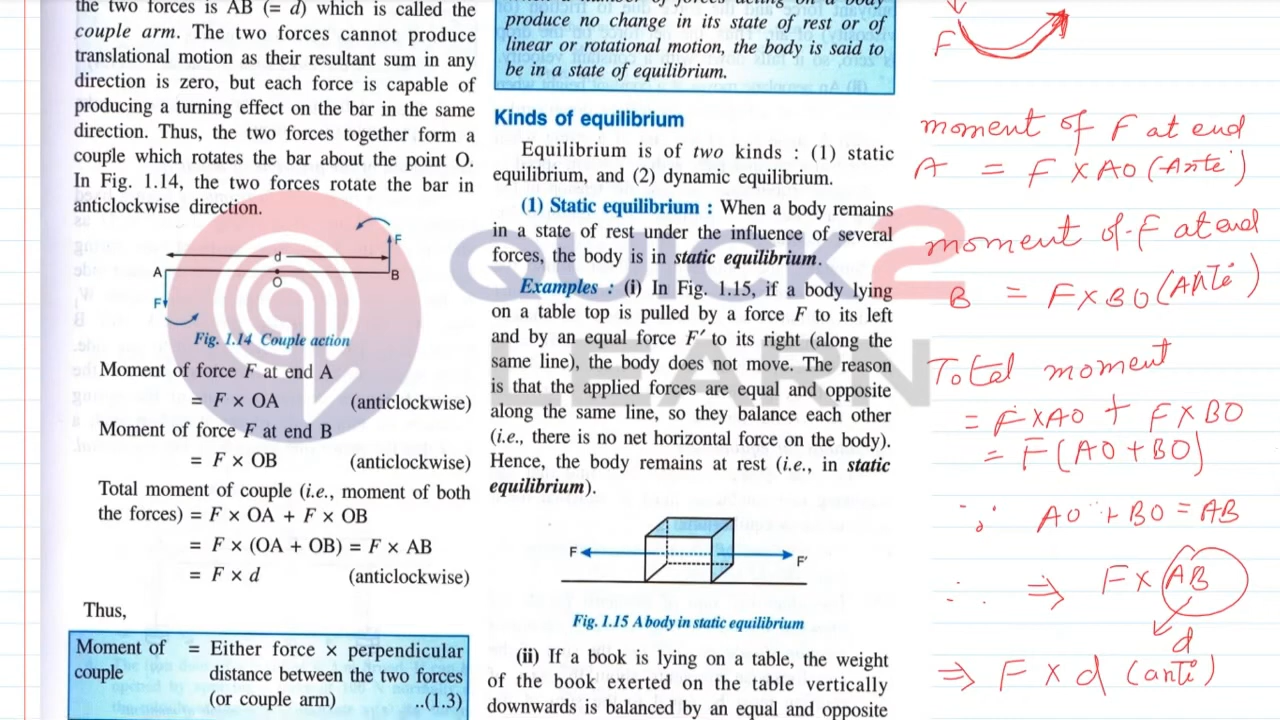 the two forces is AB (= d) which is called the
couple arm. The two forces cannot produce
translational motion as their resultant sum in any
direction is zero, but each force is capable of
producing a turning effect on the bar in the same
direction. Thus, the two forces together form a
couple which rotates the bar about the point O.
In Fig. 1.14, the two forces rotate the bar in
anticlockwise direction.
F
d
A
O
B
F
Fig. 1.14 Couple action
Moment of force F at end A
= F × OA (anticlockwise)
Moment of force F at end B
= F × OB (anticlockwise)
Total moment of couple (i.e., moment of both
the forces) = F × OA + F × OB
= F × (OA + OB) = F × AB
= F × d (anticlockwise)
Thus,
Moment of = Either force × perpendicular
couple distance between the two forces
(or couple arm) ..(1.3)
produce no change in its state of rest or of
linear or rotational motion, the body is said to
be in a state of equilibrium.
Kinds of equilibrium
Equilibrium is of two kinds : (1) static
equilibrium, and (2) dynamic equilibrium.
(1) Static equilibrium : When a body remains
in a state of rest under the influence of several
forces, the body is in static equilibrium.
Examples : (i) In Fig. 1.15, if a body lying
on a table top is pulled by a force F to its left
and by an equal force F′ to its right (along the
same line), the body does not move. The reason
is that the applied forces are equal and opposite
along the same line, so they balance each other
(i.e., there is no net horizontal force on the body).
Hence, the body remains at rest (i.e., in static
equilibrium).
F F′
Fig. 1.15 A body in static equilibrium
(ii) If a book is lying on a table, the weight
of the book exerted on the table vertically
downwards is balanced by an equal and opposite
QUICK2
LEARN
F
moment of F at end
A = F × AO (Ante)
moment of F at end
B = F × BO (Ante)
Total moment
= F × AO + F × BO
= F(AO + BO)
∵ AO + BO = AB
∴ ⇒ F × AB
d
⇒ F × d (anti)